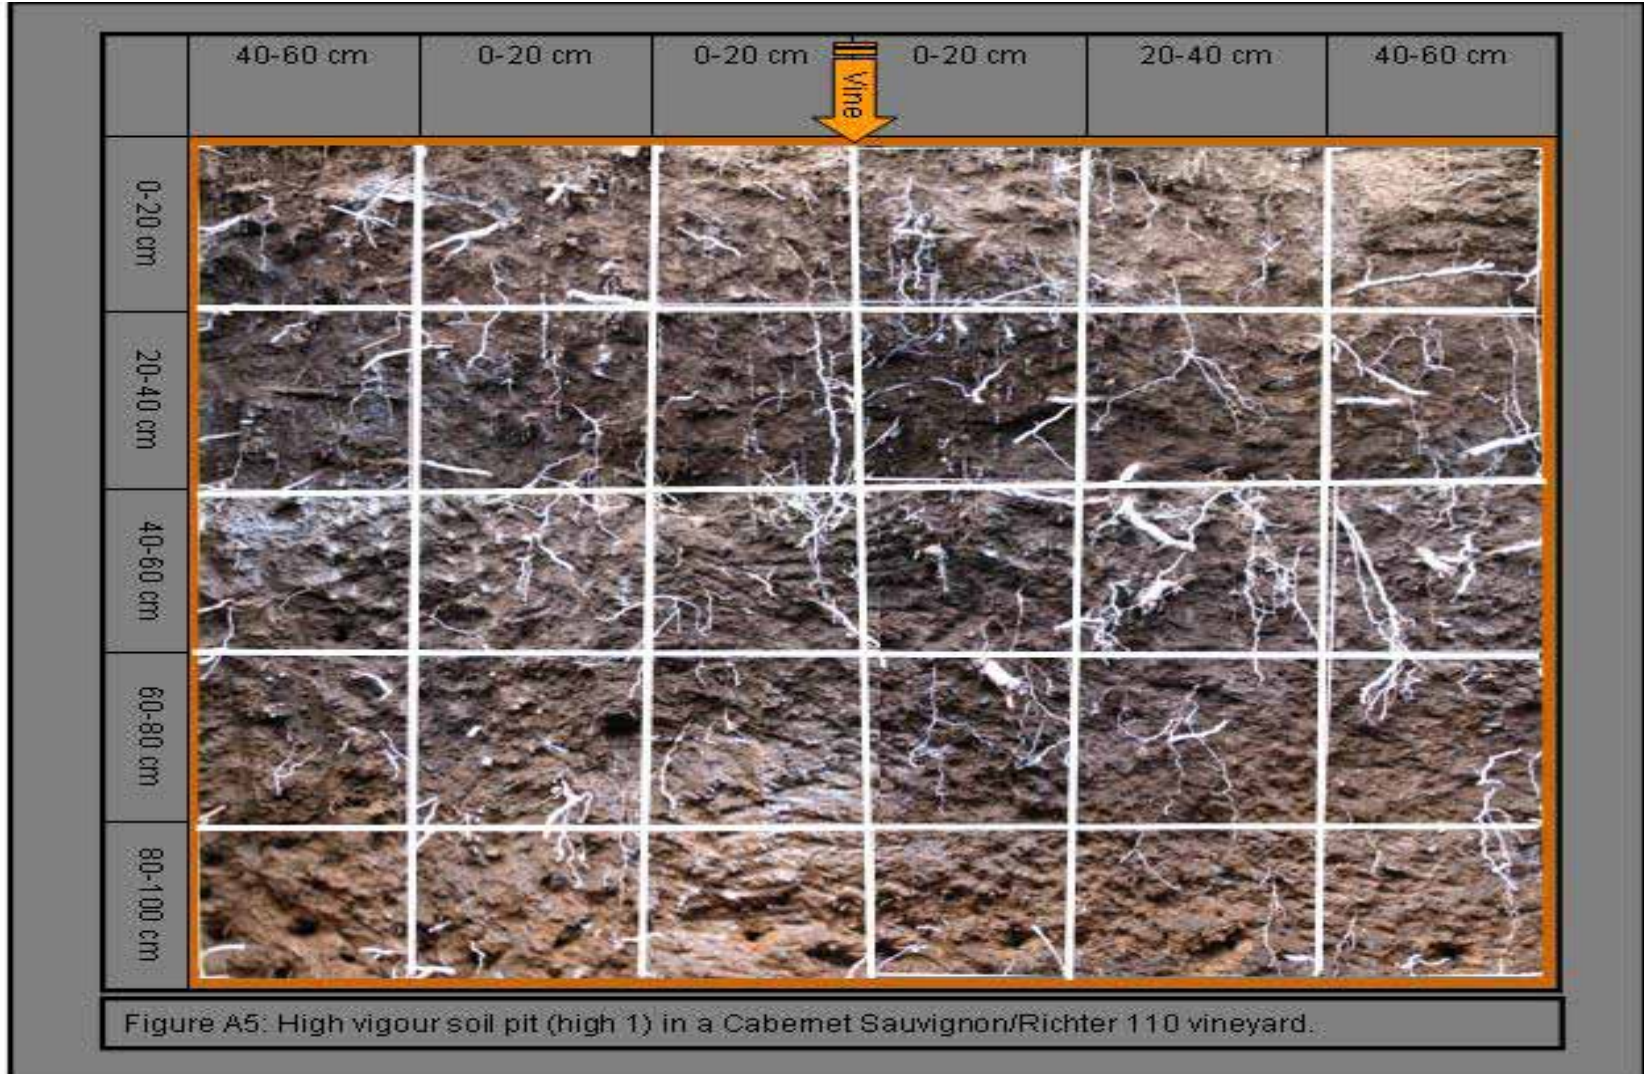 40-60 cm 0-20 cm 0-20 cm 0-20 cm 20-40 cm 40-60 cm
Vine
0-20 cm
20-40 cm
40-60 cm
60-80 cm
80-100 cm
Figure A5: High vigour soil pit (high 1) in a Cabernet Sauvignon/Richter 110 vineyard.